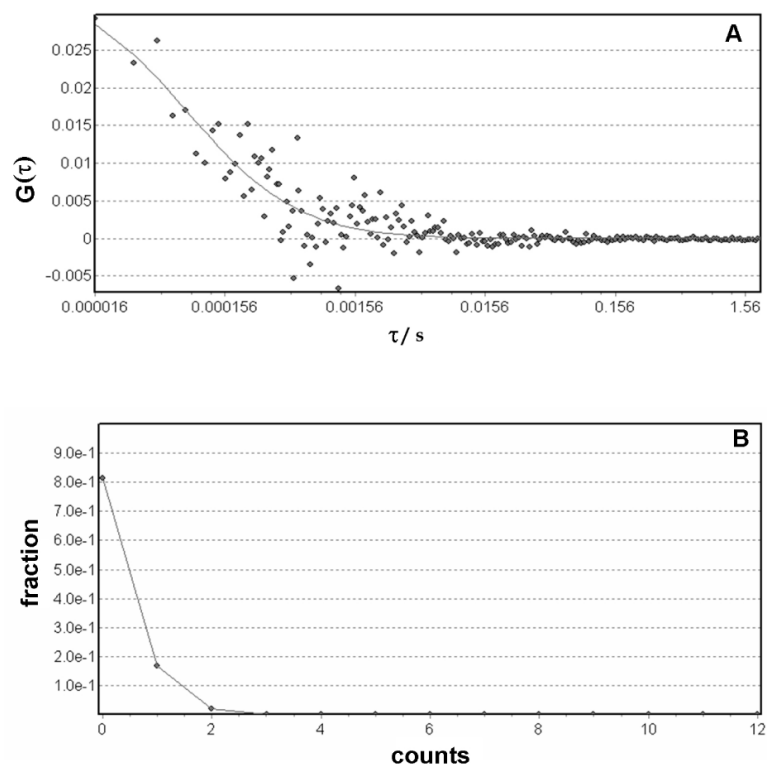 A
0.025
0.02
0.015
0.01
0.005
0
-0.005
G(τ)
0.000016 0.000156 0.00156 0.0156 0.156 1.56
τ/ s
B
9.0e-1
8.0e-1
7.0e-1
6.0e-1
5.0e-1
4.0e-1
3.0e-1
2.0e-1
1.0e-1
fraction
0 2 4 6 8 10 12
counts